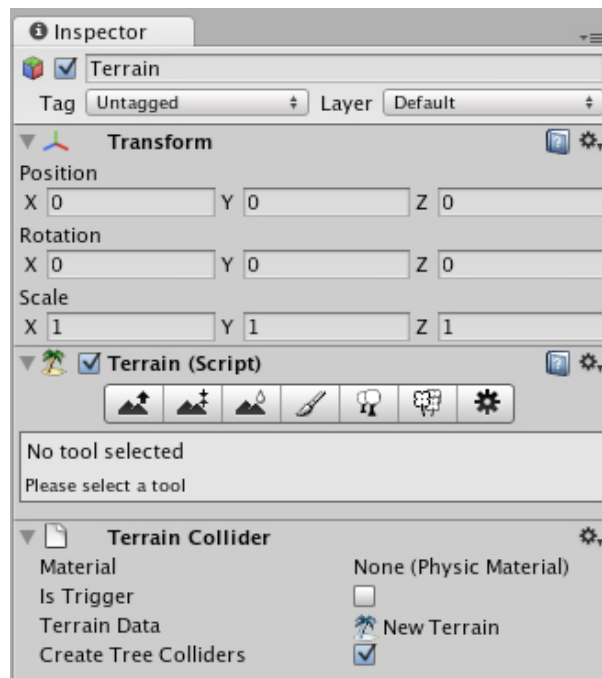 Inspector
Terrain
Tag Untagged Layer Default
Transform
Position
X 0 Y 0 Z 0
Rotation
X 0 Y 0 Z 0
Scale
X 1 Y 1 Z 1
Terrain (Script)
No tool selected
Please select a tool
Terrain Collider
Material None (Physic Material)
Is Trigger
Terrain Data New Terrain
Create Tree Colliders